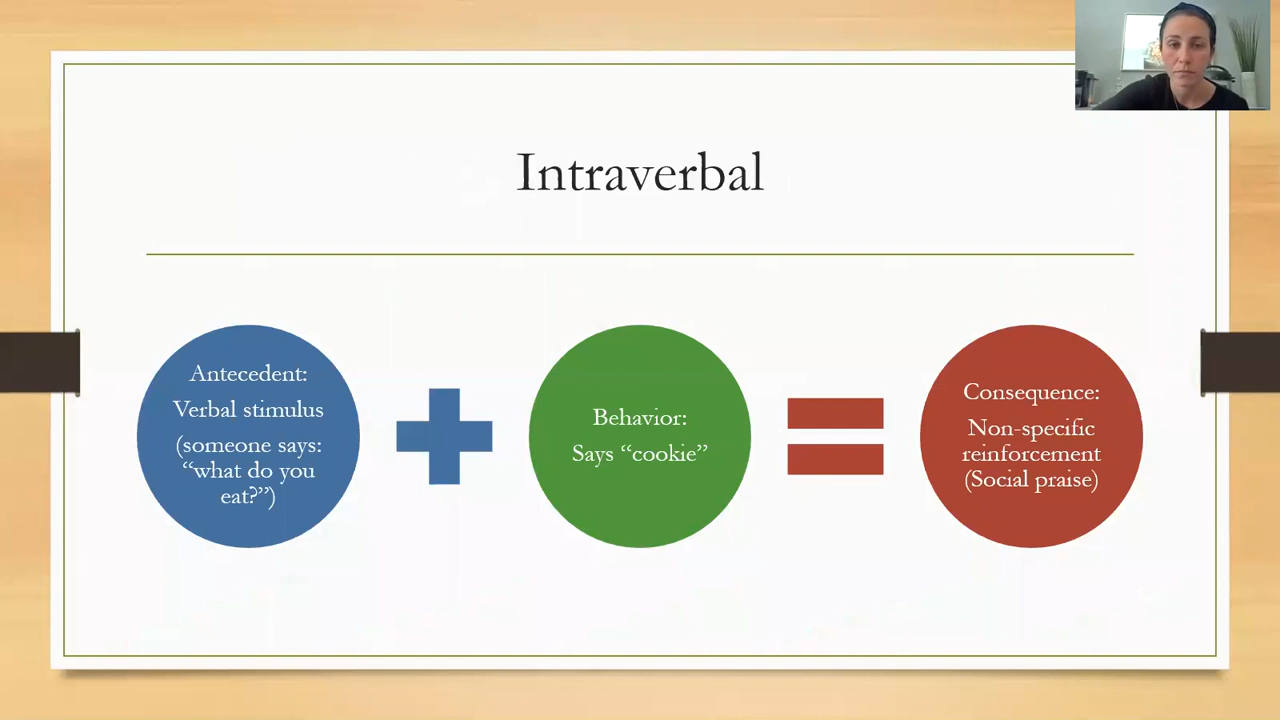 Intraverbal
Antecedent:
Verbal stimulus
(someone says:
“what do you
eat?”)
Behavior:
Says “cookie”
Consequence:
Non-specific
reinforcement
(Social praise)